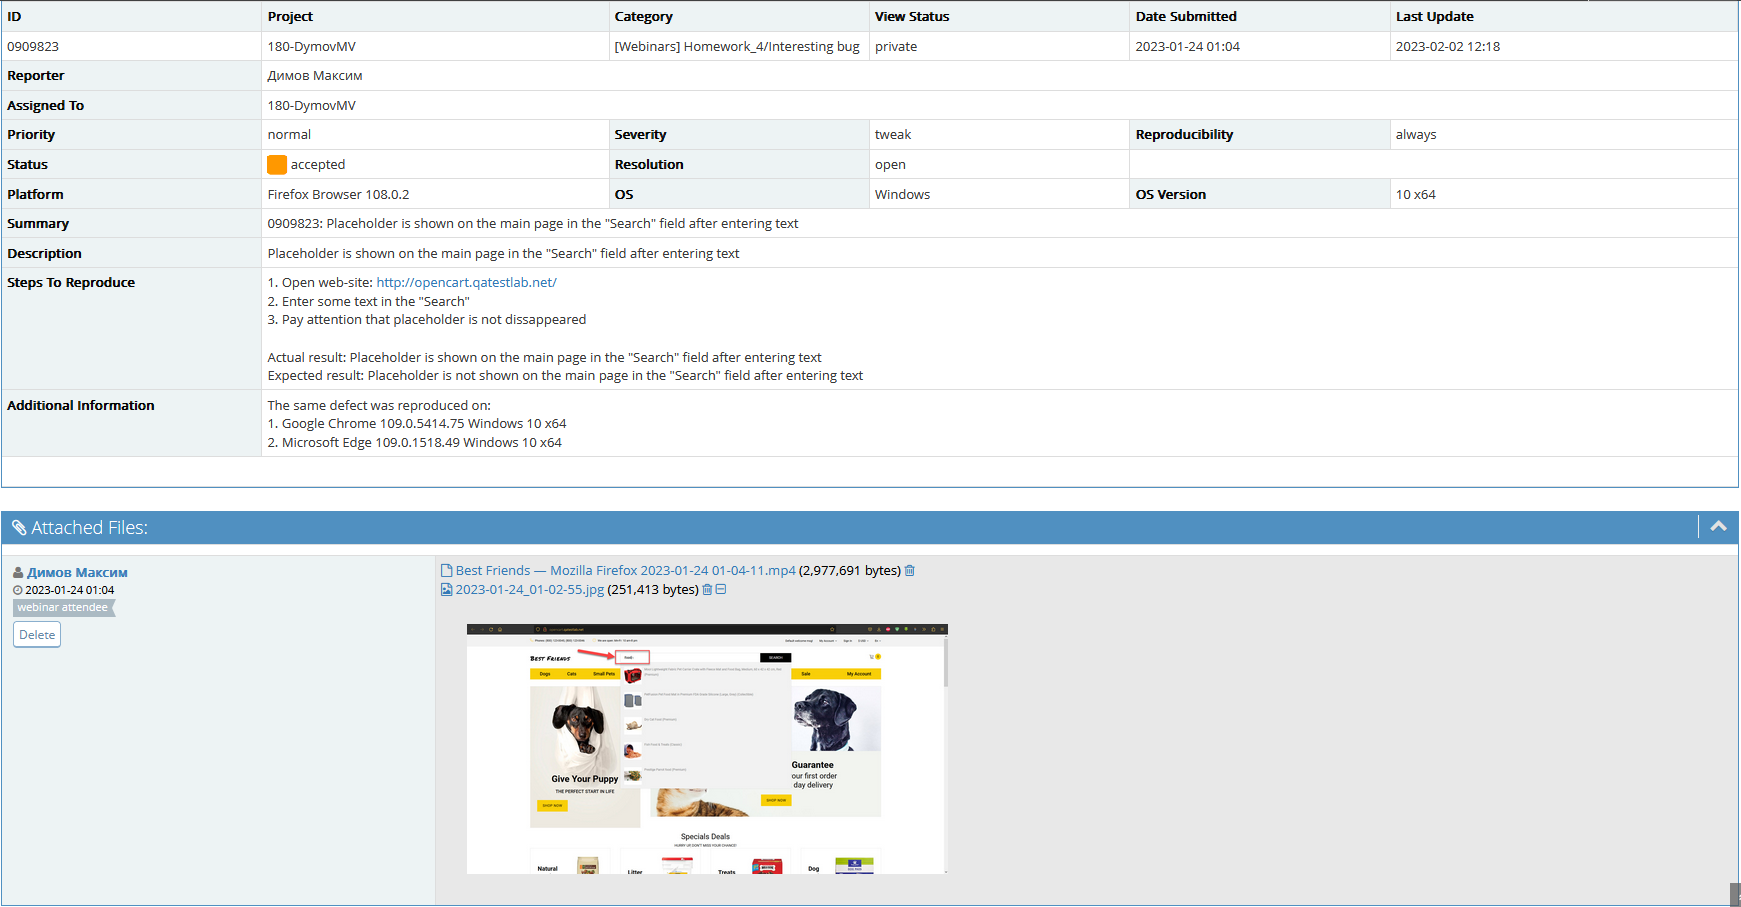 ID Project Category View Status Date Submitted Last Update
0909823 180-DymovMV [Webinars] Homework_4/Interesting bug private 2023-01-24 01:04 2023-02-02 12:18
Reporter Димов Максим
Assigned To 180-DymovMV
Priority normal Severity tweak Reproducibility always
Status accepted Resolution open
Platform Firefox Browser 108.0.2 OS Windows OS Version 10 x64
Summary 0909823: Placeholder is shown on the main page in the "Search" field after entering text
Description Placeholder is shown on the main page in the "Search" field after entering text
Steps To Reproduce 1. Open web-site: http://opencart.qatestlab.net/
2. Enter some text in the "Search"
3. Pay attention that placeholder is not dissappeared
Actual result: Placeholder is shown on the main page in the "Search" field after entering text
Expected result: Placeholder is not shown on the main page in the "Search" field after entering text
Additional Information The same defect was reproduced on:
1. Google Chrome 109.0.5414.75 Windows 10 x64
2. Microsoft Edge 109.0.1518.49 Windows 10 x64
Attached Files:
Димов Максим
2023-01-24 01:04
webinar attendee
Delete
Best Friends — Mozilla Firefox 2023-01-24 01-04-11.mp4 (2,977,691 bytes)
2023-01-24_01-02-55.jpg (251,413 bytes)
BEST FRIENDS SEARCH
Dogs Cats Small Pets Sale My Account
Give Your Puppy
THE PERFECT START IN LIFE
SHOP NOW
Guarantee
our first order
day delivery
SHOP NOW
Specials Deals
HURRY UP! DON'T MISS YOUR CHANCE!
Natural Litter Treats Dog